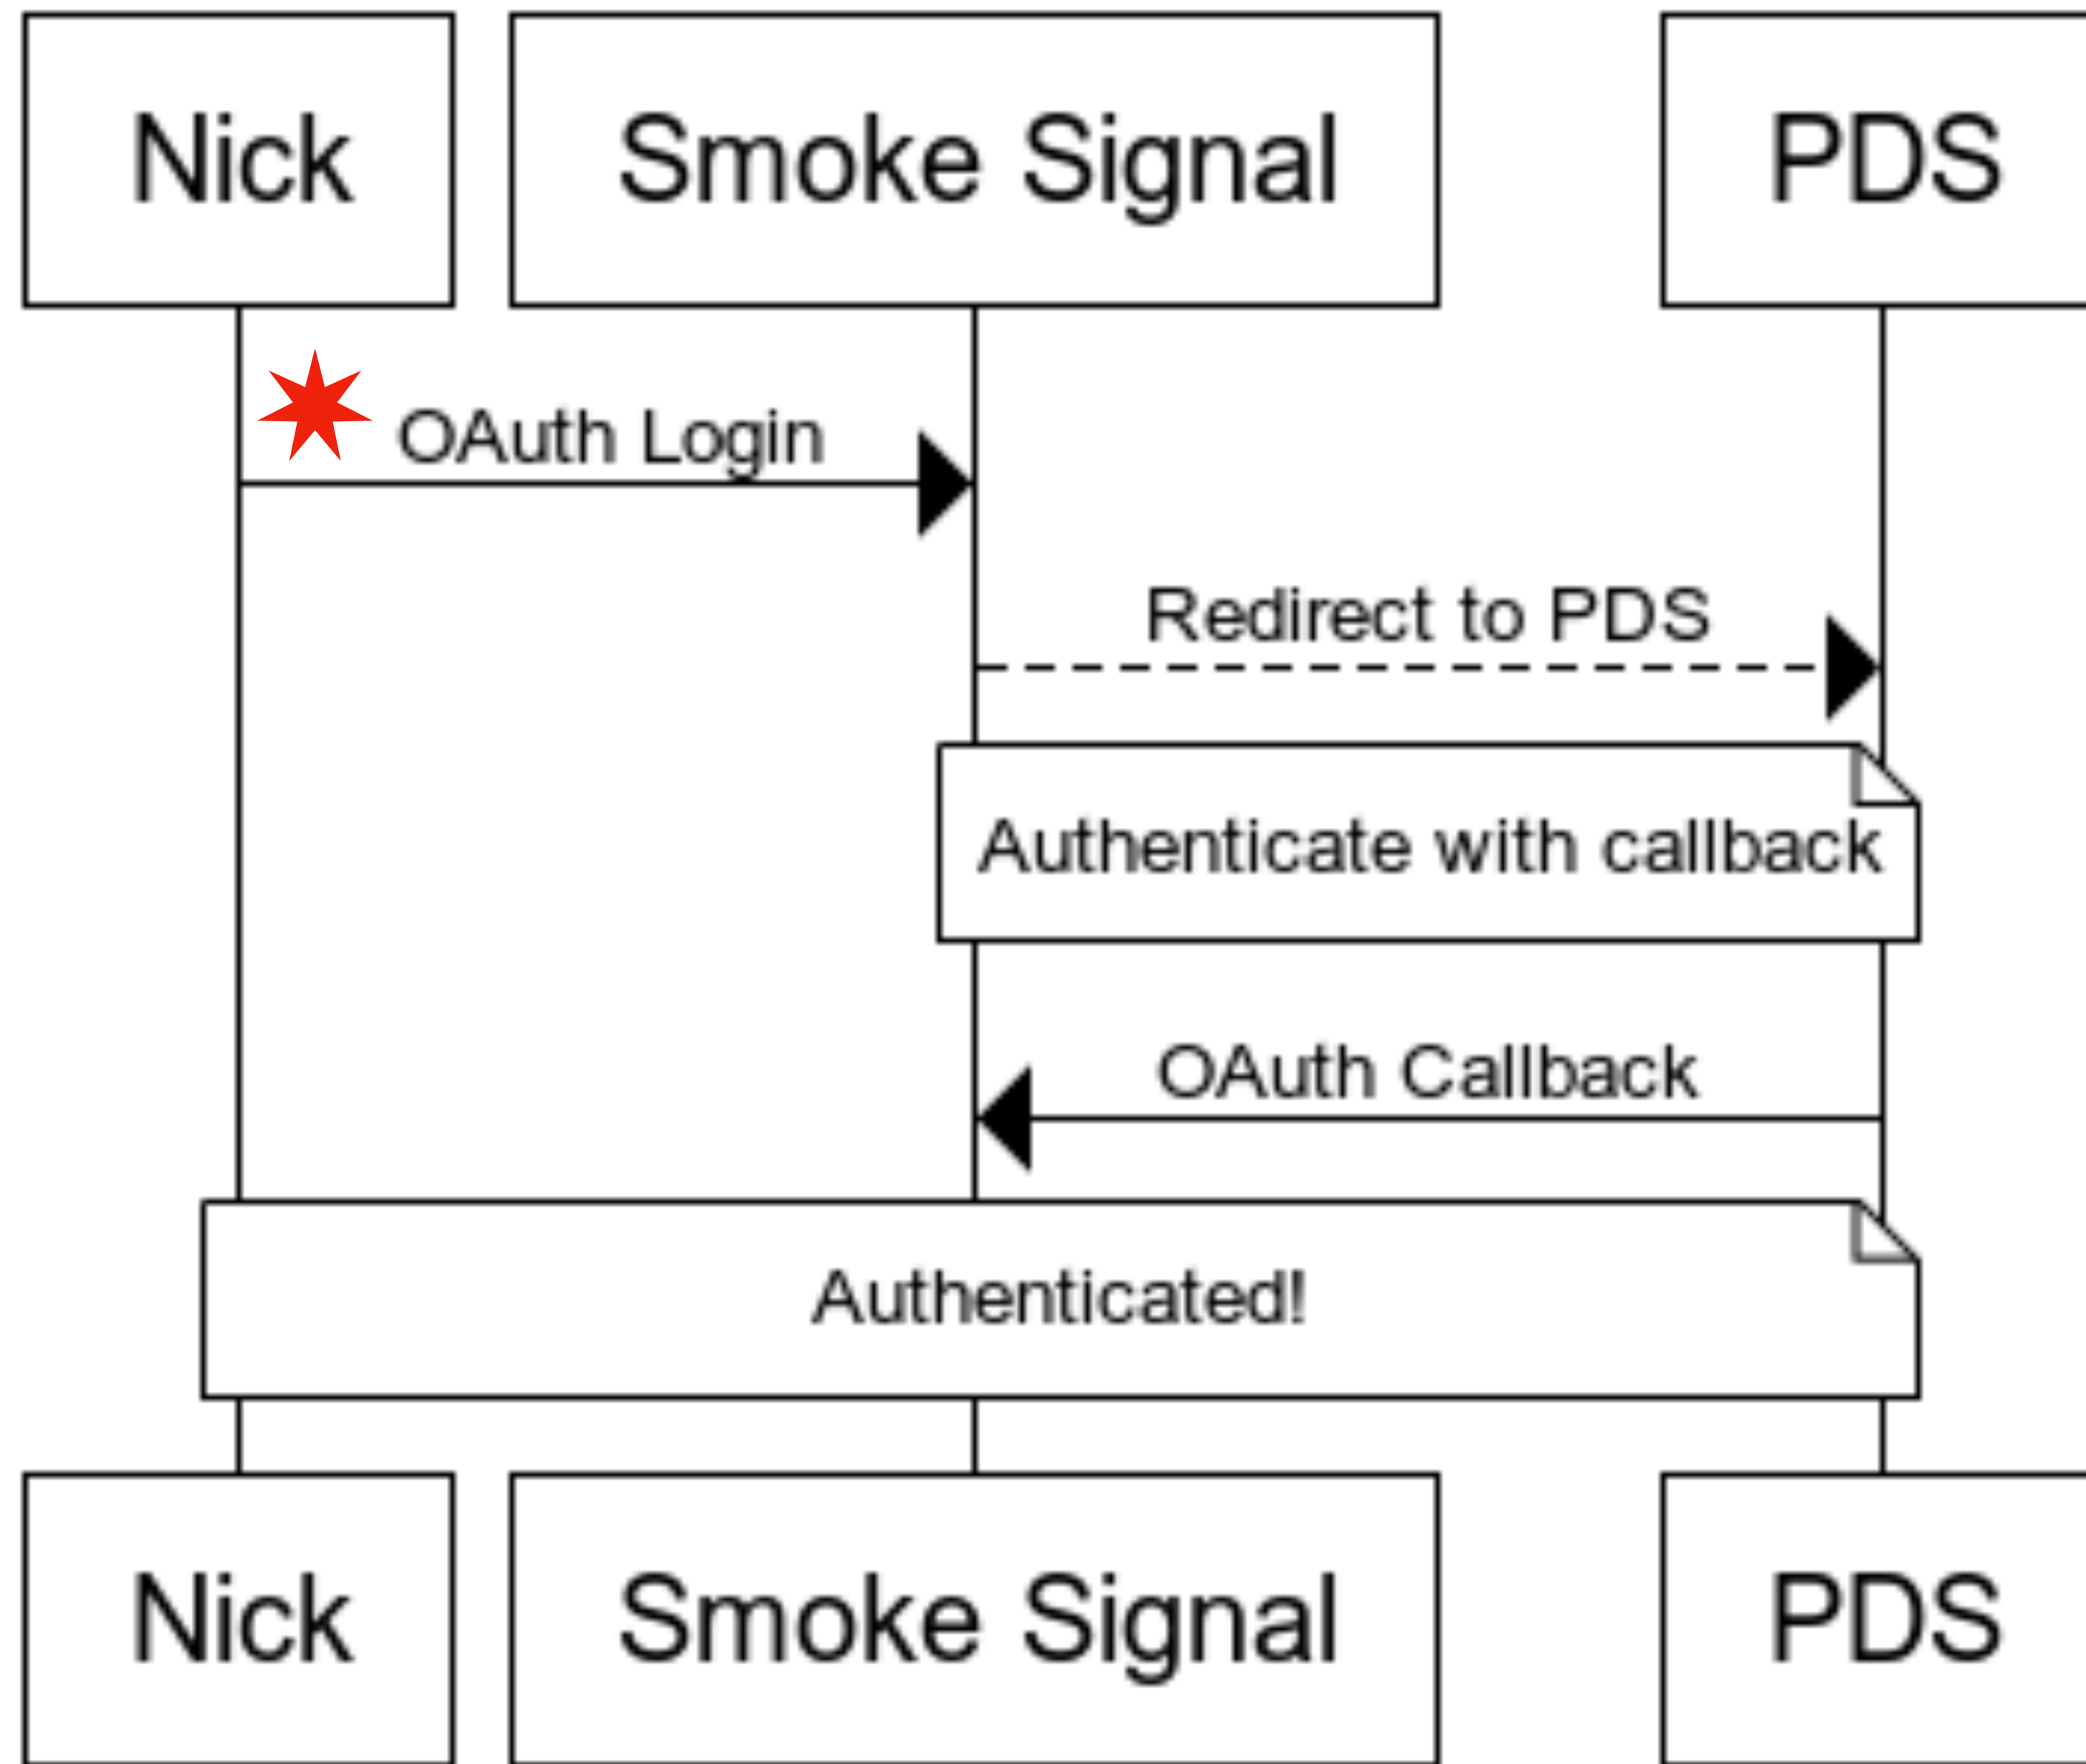 Nick
Smoke Signal
PDS
OAuth Login
Redirect to PDS
Authenticate with callback
OAuth Callback
Authenticated!
Nick
Smoke Signal
PDS